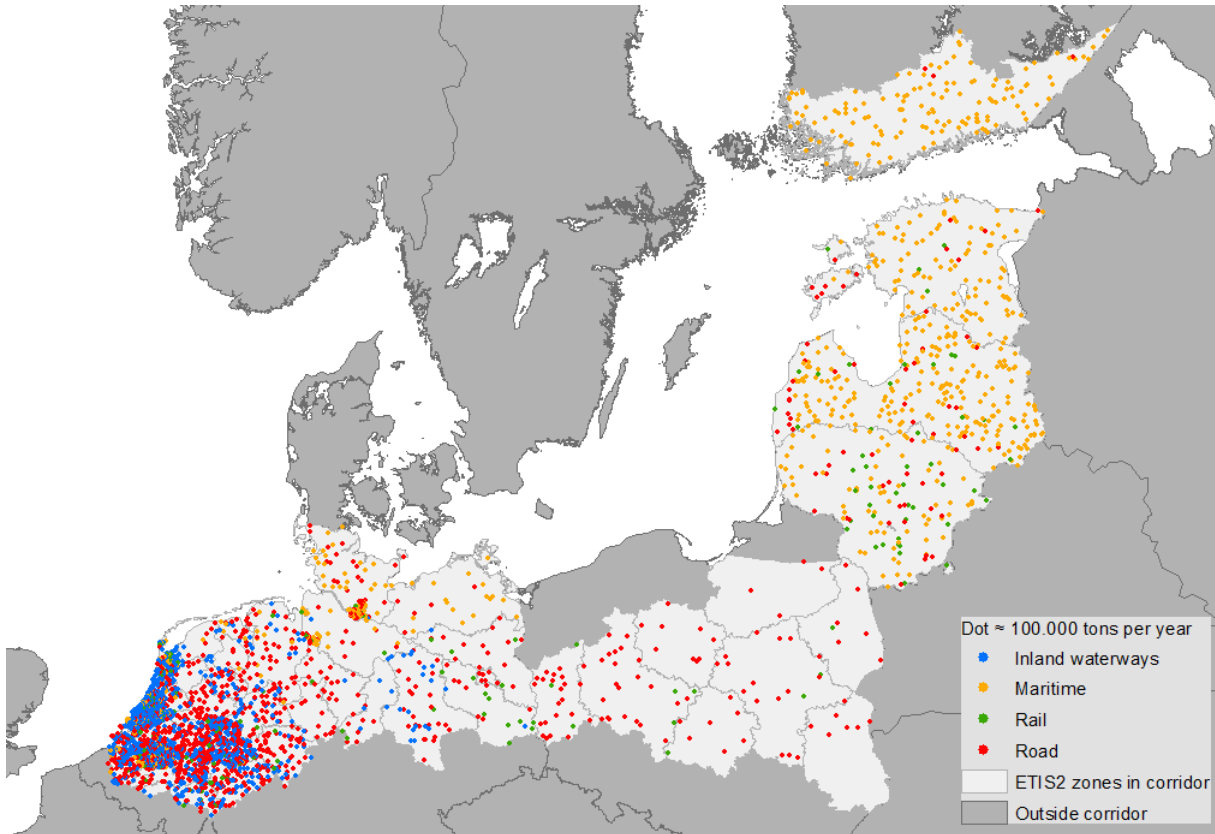 Dot ≈ 100.000 tons per year
Inland waterways
Maritime
Rail
Road
ETIS2 zones in corridor
Outside corridor